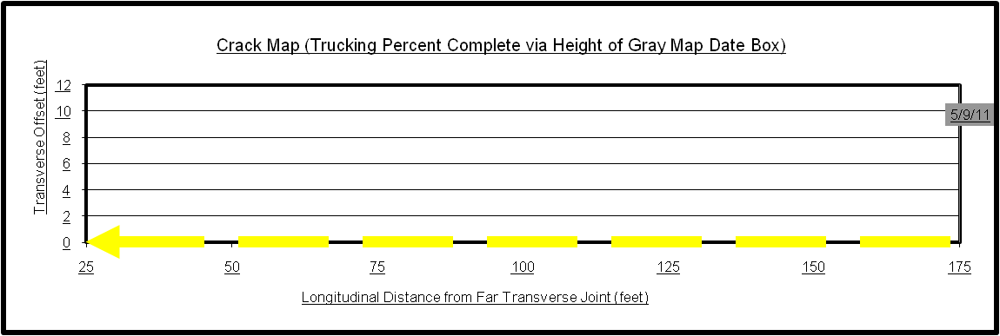 Crack Map (Trucking Percent Complete via Height of Gray Map Date Box)
Transverse Offset (feet)
12
10
8
6
4
2
0
5/9/11
25 50 75 100 125 150 175
Longitudinal Distance from Far Transverse Joint (feet)